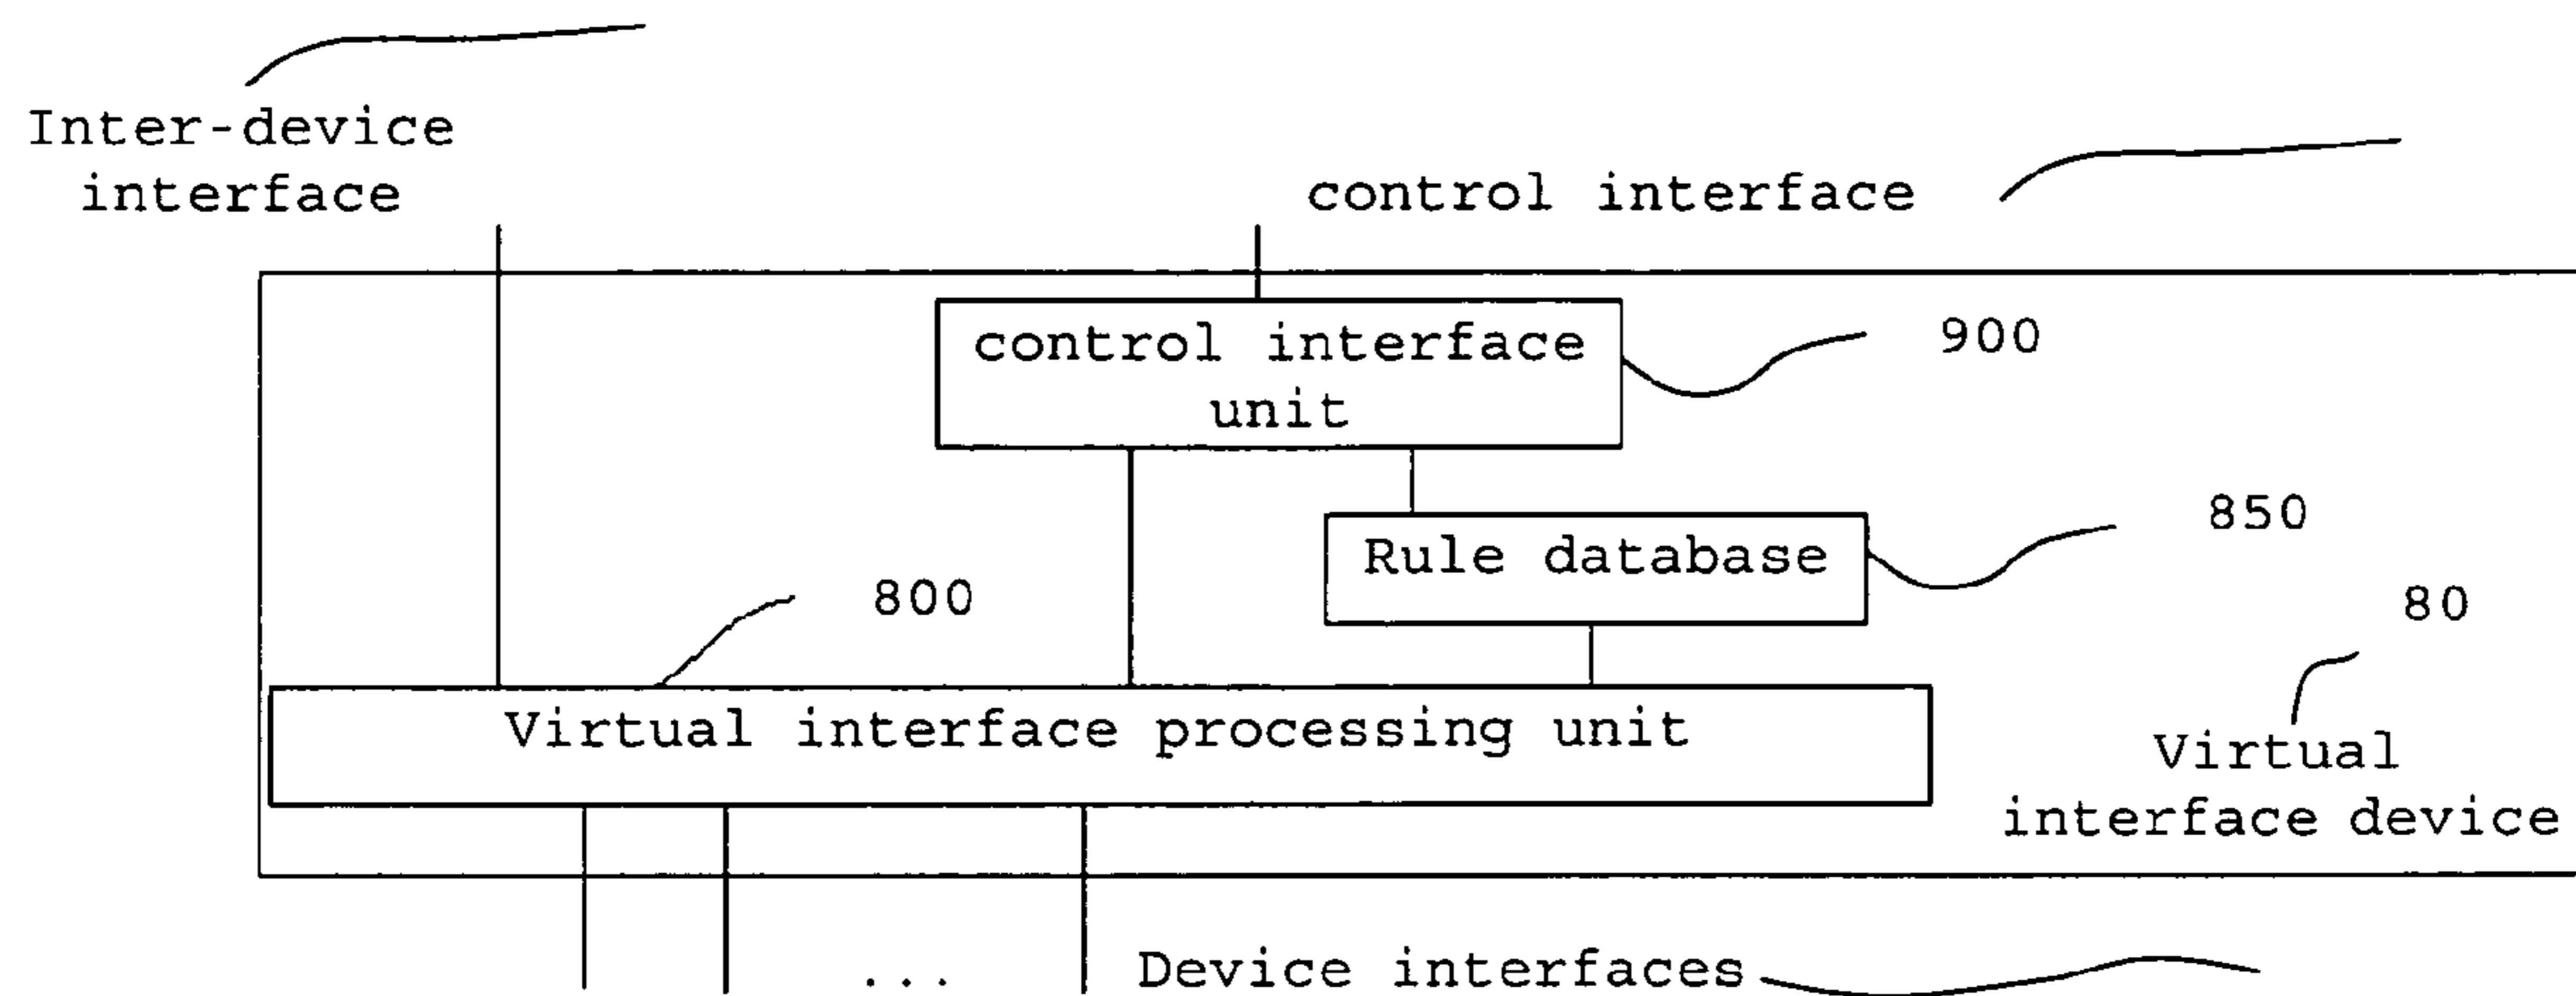 Inter-device
interface
control interface
control interface
unit
900
Rule database
850
800
80
Virtual interface processing unit
Virtual
interface device
...
Device interfaces